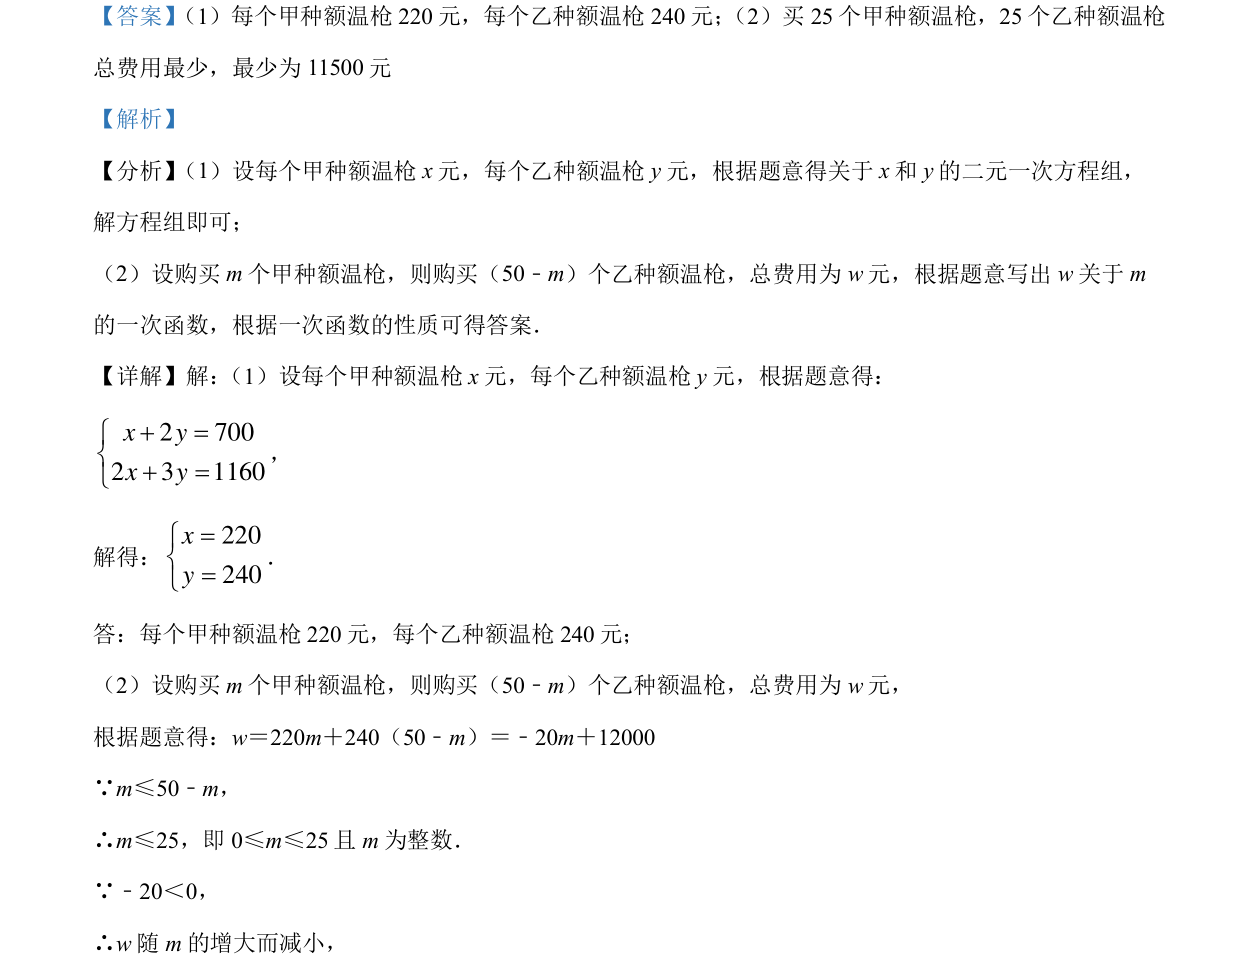 【答案】（1）每个甲种额温枪 220 元，每个乙种额温枪 240 元；（2）买 25 个甲种额温枪，25 个乙种额温枪
总费用最少，最少为 11500 元
【解析】
【分析】（1）设每个甲种额温枪 x 元，每个乙种额温枪 y 元，根据题意得关于 x 和 y 的二元一次方程组，
解方程组即可；
（2）设购买 m 个甲种额温枪，则购买（50﹣m）个乙种额温枪，总费用为 w 元，根据题意写出 w 关于 m
的一次函数，根据一次函数的性质可得答案．
【详解】解：（1）设每个甲种额温枪 x 元，每个乙种额温枪 y 元，根据题意得：
x + 2y = 700
2x + 3y = 1160 ，
解得： x = 220
y = 240 ．
答：每个甲种额温枪 220 元，每个乙种额温枪 240 元；
（2）设购买 m 个甲种额温枪，则购买（50﹣m）个乙种额温枪，总费用为 w 元，
根据题意得：w＝220m＋240（50﹣m）＝﹣20m＋12000
∵m≤50﹣m，
∴m≤25，即 0≤m≤25 且 m 为整数．
∵﹣20＜0，
∴w 随 m 的增大而减小，